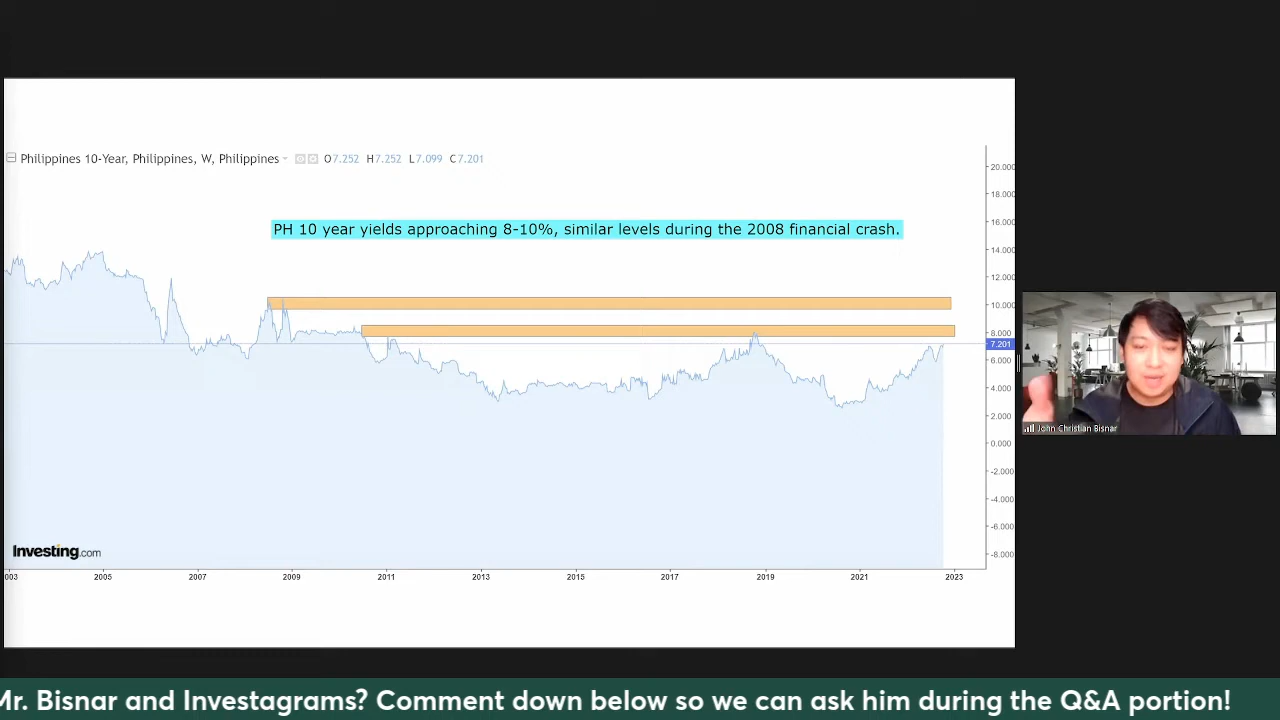 Philippines 10-Year, Philippines, W, Philippines O7.252 H7.252 L7.099 C7.201
PH 10 year yields approaching 8-10%, similar levels during the 2008 financial crash.
20.000
18.000
16.000
14.000
12.000
10.000
8.000
7.201
6.000
4.000
2.000
0.000
-2.000
-4.000
-6.000
-8.000
Investing.com
003 2005 2007 2009 2011 2013 2015 2017 2019 2021 2023
John Christian Bisnar
Mr. Bisnar and Investagrams? Comment down below so we can ask him during the Q&A portion!